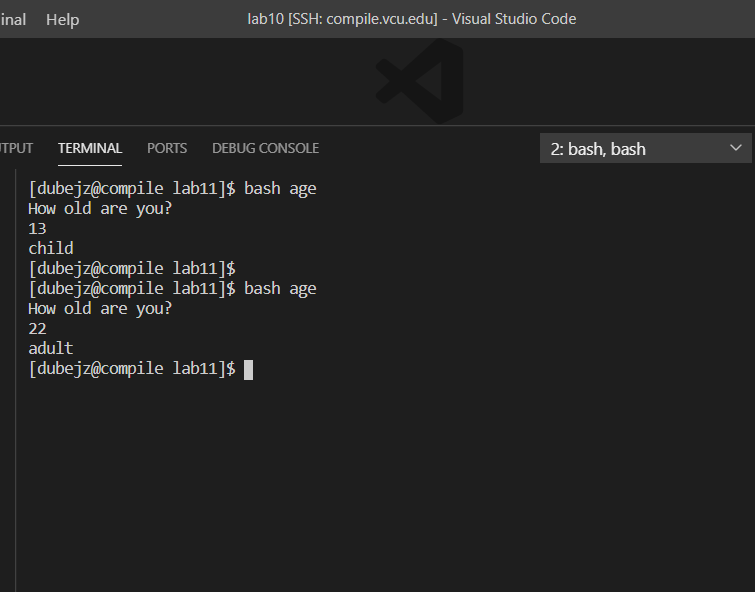 inal Help lab10 [SSH: compile.vcu.edu] - Visual Studio Code
TPUT TERMINAL PORTS DEBUG CONSOLE 2: bash, bash
[dubejz@compile lab11]$ bash age
How old are you?
13
child
[dubejz@compile lab11]$
[dubejz@compile lab11]$ bash age
How old are you?
22
adult
[dubejz@compile lab11]$